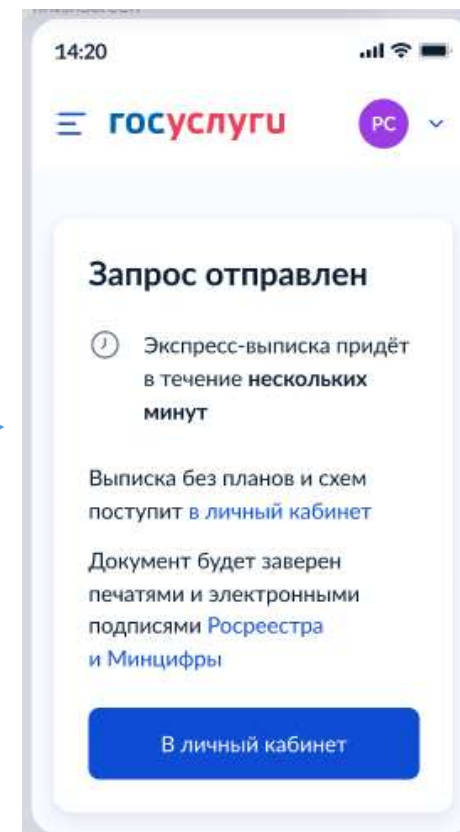 14:20
госуслуги
РС
Запрос отправлен
Экспресс-выписка придёт
в течение нескольких
минут
Выписка без планов и схем
поступит в личный кабинет
Документ будет заверен
печатями и электронными
подписями Росреестра
и Минцифры
В личный кабинет